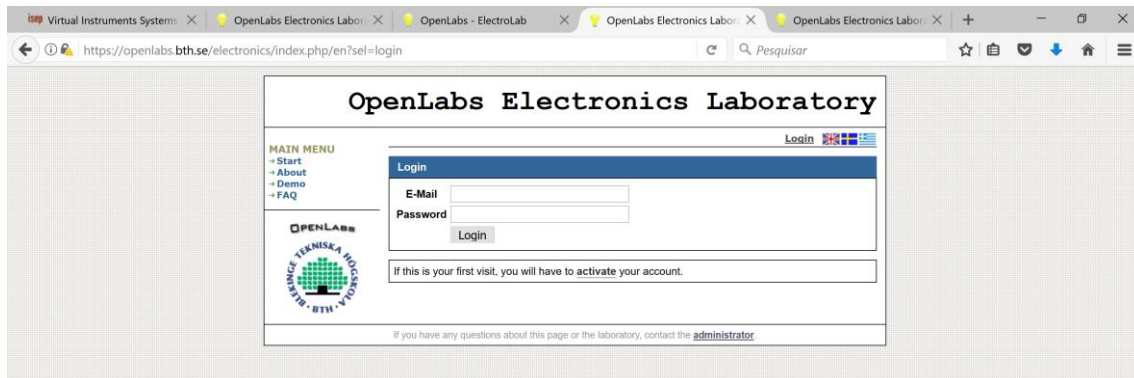 isep Virtual Instruments Systems
OpenLabs Electronics Labor
OpenLabs - ElectroLab
OpenLabs Electronics Labor
OpenLabs Electronics Labor
https://openlabs.bth.se/electronics/index.php/en?sel=login
Pesquisar
OpenLabs Electronics Laboratory
Login
MAIN MENU
Start
About
Demo
FAQ
Login
E-Mail
Password
Login
If this is your first visit, you will have to activate your account.
OPENLABS
BLEKINGE TEKNISKA HÖGSKOLA
· BTH ·
If you have any questions about this page or the laboratory, contact the administrator.